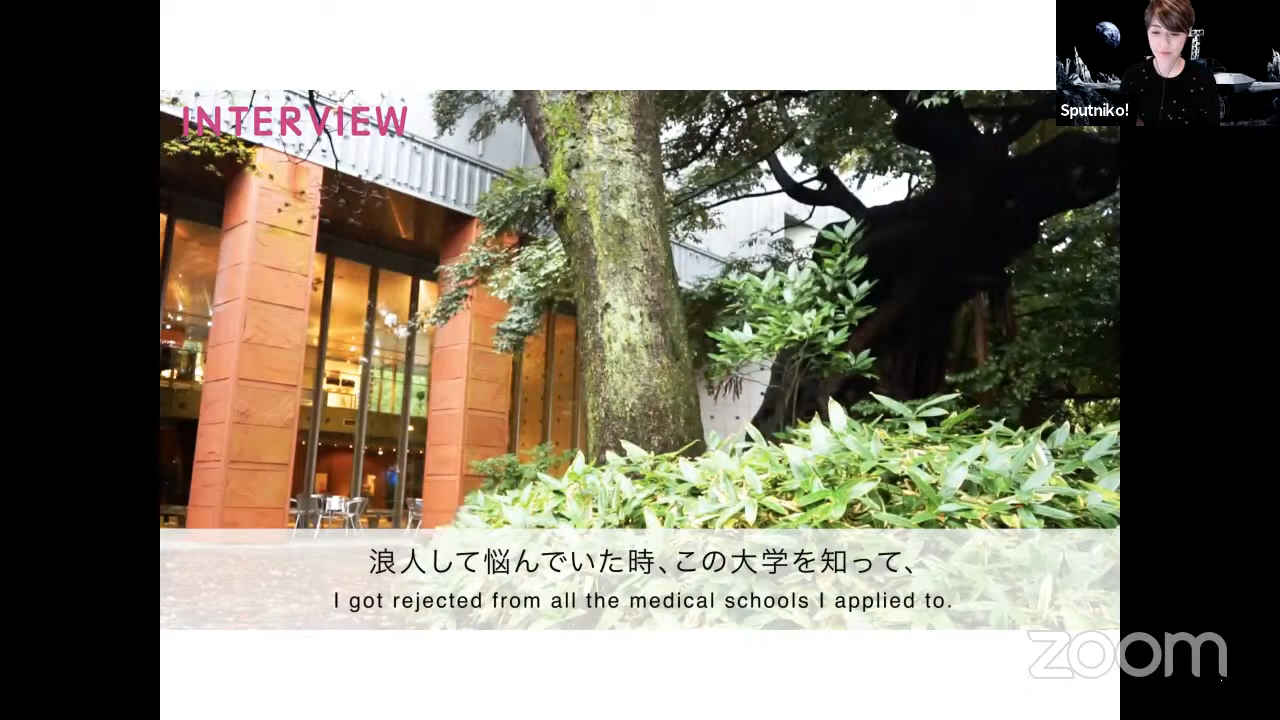 INTERVIEW
Sputniko!
浪人して悩んでいた時、この大学を知って、
I got rejected from all the medical schools I applied to.
zoom